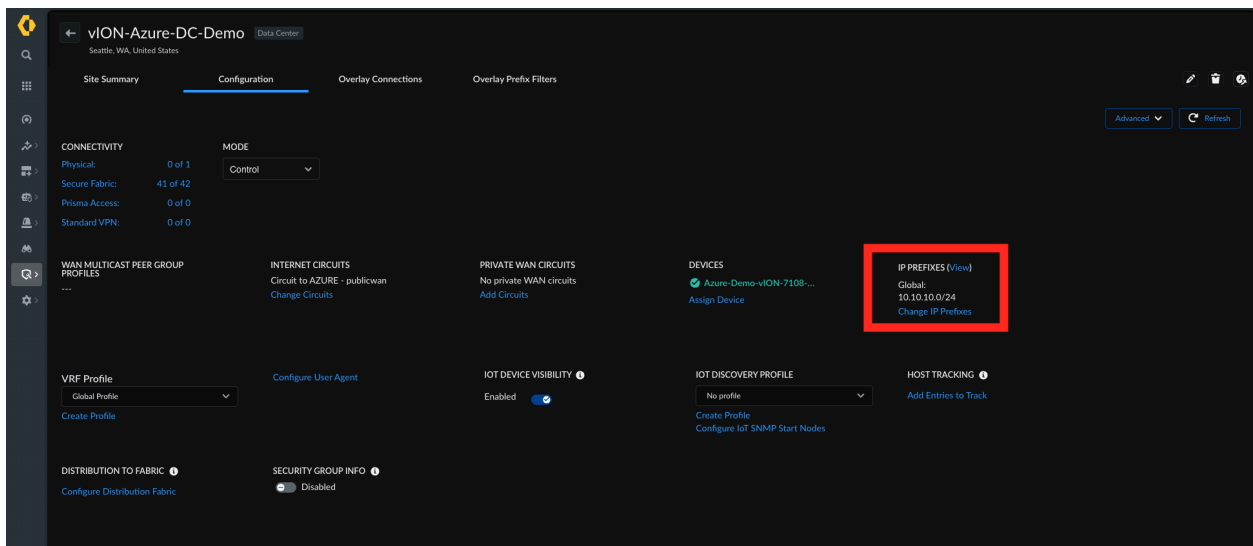 vION-Azure-DC-Demo Data Center
Seattle, WA, United States
Site Summary Configuration Overlay Connections Overlay Prefix Filters
Advanced Refresh
CONNECTIVITY MODE
Physical: 0 of 1
Control
Secure Fabric: 41 of 42
Prisma Access: 0 of 0
Standard VPN: 0 of 0
WAN MULTICAST PEER GROUP
PROFILES
---
INTERNET CIRCUITS
Circuit to AZURE - publicwan
Change Circuits
PRIVATE WAN CIRCUITS
No private WAN circuits
Add Circuits
DEVICES
Azure-Demo-vION-7108-...
Assign Device
IP PREFIXES (View)
Global:
10.10.10.0/24
Change IP Prefixes
VRF Profile
Global Profile
Create Profile
Configure User Agent
IOT DEVICE VISIBILITY
Enabled
IOT DISCOVERY PROFILE
No profile
Create Profile
Configure IoT SNMP Start Nodes
HOST TRACKING
Add Entries to Track
DISTRIBUTION TO FABRIC
Configure Distribution Fabric
SECURITY GROUP INFO
Disabled